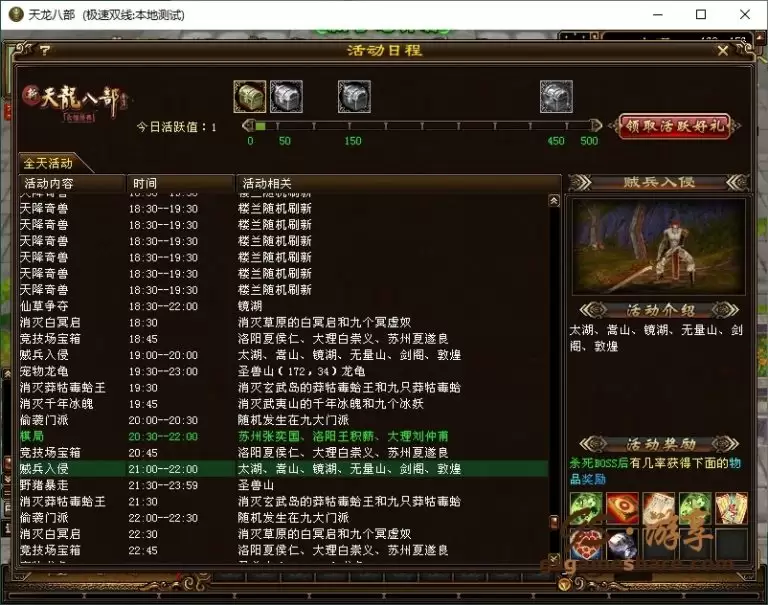 天龙八部 (极速双线:本地测试)
?
活动日程
新天龍八部
今日活跃值：1
0 50 150 450 500
领取活跃好礼
全天活动
活动内容 时间 活动相关
天降奇兽 18:30--19:30 楼兰随机刷新
天降奇兽 18:30--19:30 楼兰随机刷新
天降奇兽 18:30--19:30 楼兰随机刷新
天降奇兽 18:30--19:30 楼兰随机刷新
天降奇兽 18:30--19:30 楼兰随机刷新
天降奇兽 18:30--19:30 楼兰随机刷新
仙草争夺 18:30--22:00 镜湖
消灭白冥启 18:30 消灭草原的白冥启和九个冥虚奴
竞技场宝箱 18:45 洛阳夏侯仁、大理白崇义、苏州夏遂良
贼兵入侵 19:00--20:00 太湖、嵩山、镜湖、无量山、剑阁、敦煌
宠物龙龟 19:30--23:00 圣兽山(172,34)龙龟
消灭莽牯毒蛤王 19:30 消灭玄武岛的莽牯毒蛤王和九只莽牯毒蛤
消灭千年冰魄 19:45 消灭武夷山的千年冰魄和九个冰妖
偷袭门派 20:00--20:30 随机发生在九大门派
棋局 20:30--22:00 苏州张奕国、洛阳王积薪、大理刘仲甫
竞技场宝箱 20:45 洛阳夏侯仁、大理白崇义、苏州夏遂良
贼兵入侵 21:00--22:00 太湖、嵩山、镜湖、无量山、剑阁、敦煌
野猪暴走 21:30--23:59 圣兽山
消灭莽牯毒蛤王 21:30 消灭玄武岛的莽牯毒蛤王和九只莽牯毒蛤
偷袭门派 22:00--22:30 随机发生在九大门派
消灭白冥启 22:30 消灭草原的白冥启和九个冥虚奴
竞技场宝箱 22:45 洛阳夏侯仁、大理白崇义、苏州夏遂良
贼兵入侵
活动介绍
太湖、嵩山、镜湖、无量山、剑
阁、敦煌
活动奖励
杀死BOSS后有几率获得下面的物
品奖励
游享